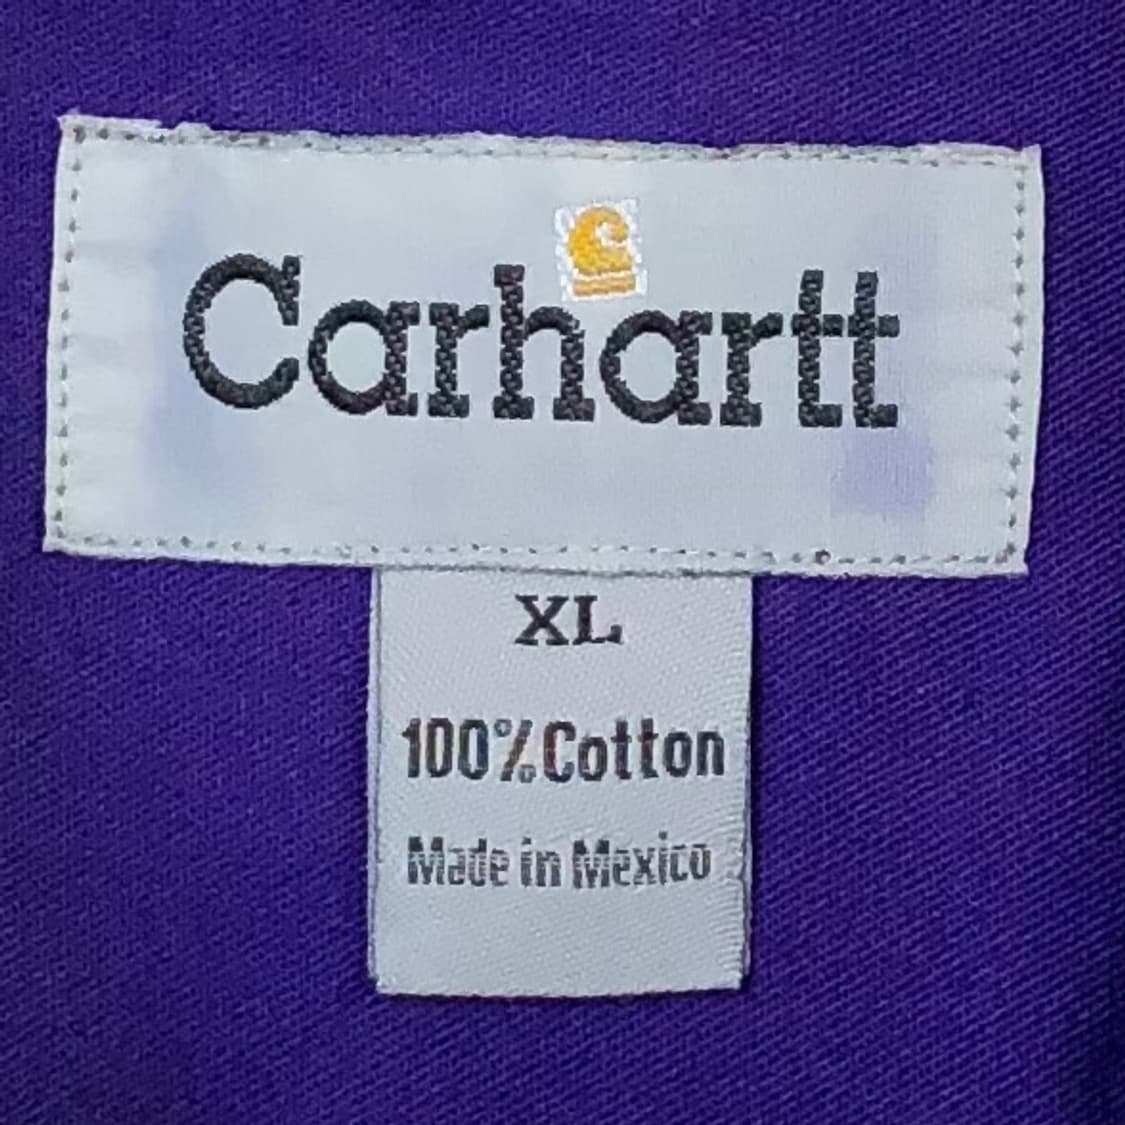 Carhartt
XL
100% Cotton
Made in Mexico